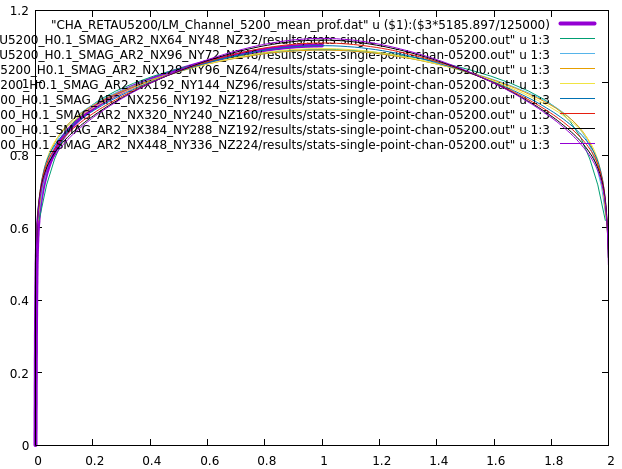 1.2
"CHA_RETAU5200/LM_Channel_5200_mean_prof.dat" u ($1):($3*5185.897/125000)
U5200_H0.1_SMAG_AR2_NX64_NY48_NZ32/results/stats-single-point-chan-05200.out" u 1:3
5200_H0.1_SMAG_AR2_NX96_NY72_NZ48/results/stats-single-point-chan-05200.out" u 1:3
5200_H0.1_SMAG_AR2_NX128_NY96_NZ64/results/stats-single-point-chan-05200.out" u 1:3
1
200_H0.1_SMAG_AR2_NX192_NY144_NZ96/results/stats-single-point-chan-05200.out" u 1:3
00_H0.1_SMAG_AR2_NX256_NY192_NZ128/results/stats-single-point-chan-05200.out" u 1:3
00_H0.1_SMAG_AR2_NX320_NY240_NZ160/results/stats-single-point-chan-05200.out" u 1:3
00_H0.1_SMAG_AR2_NX384_NY288_NZ192/results/stats-single-point-chan-05200.out" u 1:3
00_H0.1_SMAG_AR2_NX448_NY336_NZ224/results/stats-single-point-chan-05200.out" u 1:3
0.8
0.6
0.4
0.2
0
0 0.2 0.4 0.6 0.8 1 1.2 1.4 1.6 1.8 2